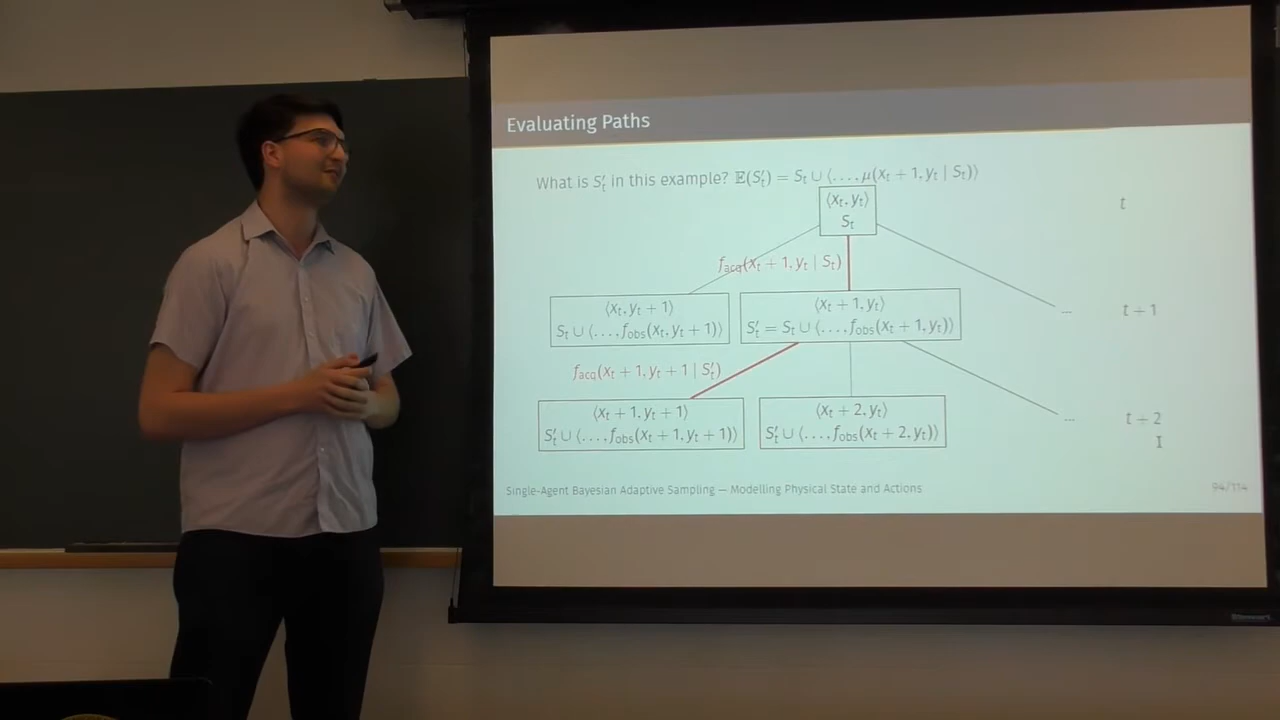 Evaluating Paths
What is S′ₜ in this example? 𝔼(S′ₜ) = Sₜ ∪ ⟨…, μ(xₜ + 1, yₜ | Sₜ)⟩
⟨xₜ, yₜ⟩
Sₜ
t
f_acq(xₜ + 1, yₜ | Sₜ)
⟨xₜ, yₜ + 1⟩
Sₜ ∪ ⟨…, f_obs(xₜ, yₜ + 1)⟩
⟨xₜ + 1, yₜ⟩
S′ₜ = Sₜ ∪ ⟨…, f_obs(xₜ + 1, yₜ)⟩
...
t + 1
f_acq(xₜ + 1, yₜ + 1 | S′ₜ)
⟨xₜ + 1, yₜ + 1⟩
S′ₜ ∪ ⟨…, f_obs(xₜ + 1, yₜ + 1)⟩
⟨xₜ + 2, yₜ⟩
S′ₜ ∪ ⟨…, f_obs(xₜ + 2, yₜ)⟩
...
t + 2
Single-Agent Bayesian Adaptive Sampling — Modelling Physical State and Actions
94/114